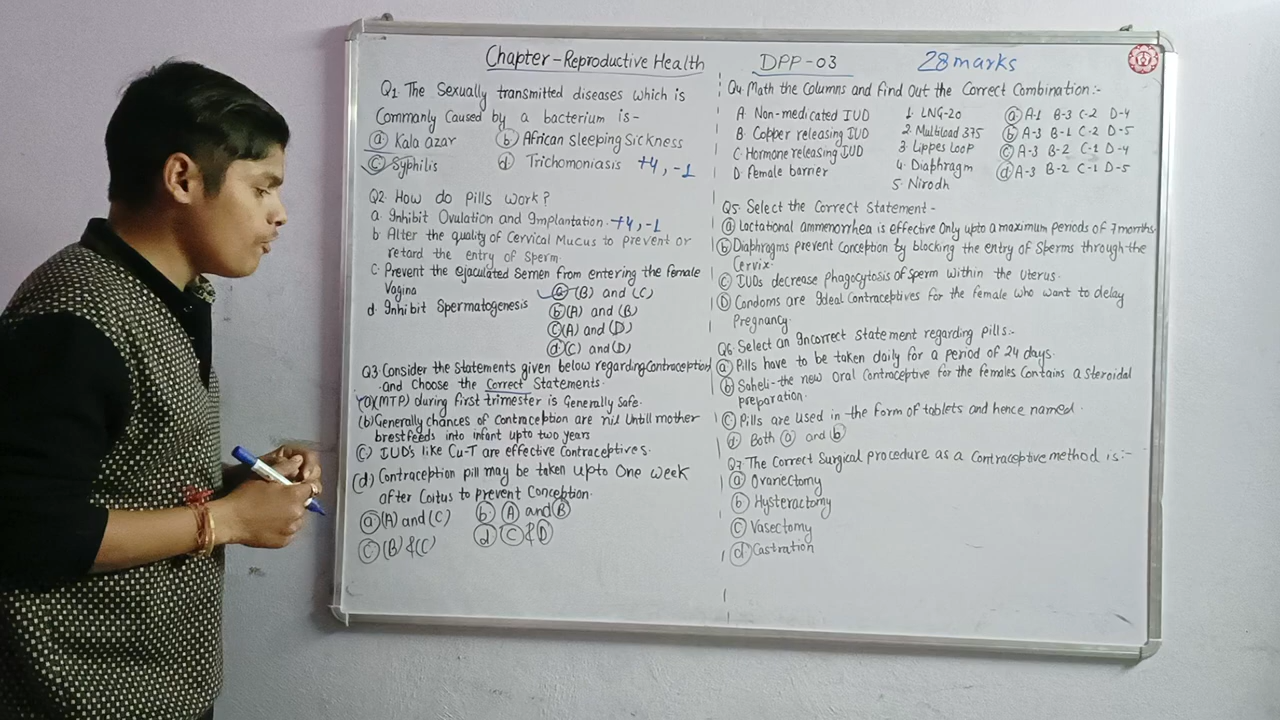 Chapter-Reproductive Health
DPP-03
28 marks
Q1 The Sexually transmitted diseases which is
Commonly Caused by a bacterium is-
(a) Kala azar (b) African sleeping Sickness
(c) Syphilis (d) Trichomoniasis +4, -1
Q2 How do Pills Work?
a. Inhibit Ovulation and Implantation. +4, -1
b. Alter the quality of Cervical Mucus to prevent or
retard the entry of Sperm.
C. Prevent the ejaculated Semen from entering the female
Vagina
(a) (B) and (C)
d. Inhibit Spermatogenesis
(b) (A) and (B)
(c) (A) and (D)
(d) (C) and (D)
Q3 Consider the Statements given below regarding Contraception
and Choose the Correct Statements.
(a) (MTP) during first trimester is Generally Safe.
(b) Generally chances of Contraception are nil Untill mother
brestfeeds into infant upto two years
(C) IUD's like Cu-T are effective Contraceptives.
(d) Contraception pill may be taken Upto One week
after Coitus to prevent Conception.
(a) (A) and (C) (b) (A) and (B)
(C) (B) & (C) (d) (C) & (D)
Q4 Math the Columns and find Out the Correct Combination:-
A. Non-medicated IUD 1. LNG-20 (a) A-1 B-3 C-2 D-4
B. Copper releasing IUD 2. Multload 375 (b) A-3 B-1 C-2 D-5
C. Hormone releasing IUD 3. Lippes loop (c) A-3 B-2 C-1 D-4
D. female barrier 4. Diaphragm (d) A-3 B-2 C-1 D-5
5. Nirodh
Q5. Select the Correct Statement-
(a) Lactational ammenorrhea is effective Only upto a maximum periods of 7 months.
(b) Diaphragms prevent Conception by blocking the entry of Sperms through the
Cervix.
(C) IUDs decrease phagocytosis of sperm within the Uterus.
(D) Condoms are Ideal Contraceptives for the female who want to delay
Pregnancy.
Q6. Select an Incorrect Statement regarding pills:-
(a) Pills have to be taken daily for a period of 24 days.
(b) Saheli-the new Oral Contraceptive for the females Contains a Steroidal
preparation.
(C) Pills are used in the form of tablets and hence named.
(d) Both (a) and (b)
Q7 The Correct Surgical procedure as a Contraceptive method is:-
(a) Ovariectomy
(b) Hysteractomy
(C) Vasectomy
(d) Castration